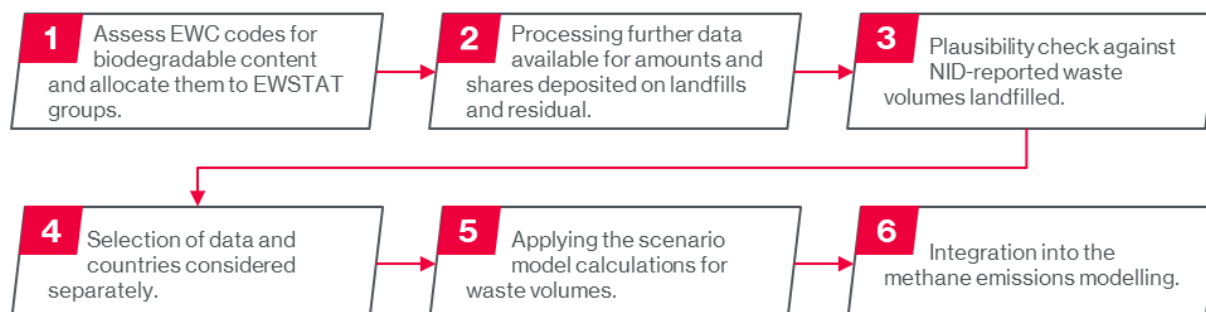 1
Assess EWC codes for
biodegradable content
and allocate them to EWSTAT
groups.
2
Processing further data
available for amounts and
shares deposited on landfills
and residual.
3
Plausibility check against
NID-reported waste
volumes landfilled.
4
Selection of data and
countries considered
separately.
5
Applying the scenario
model calculations for
waste volumes.
6
Integration into the
methane emissions modelling.